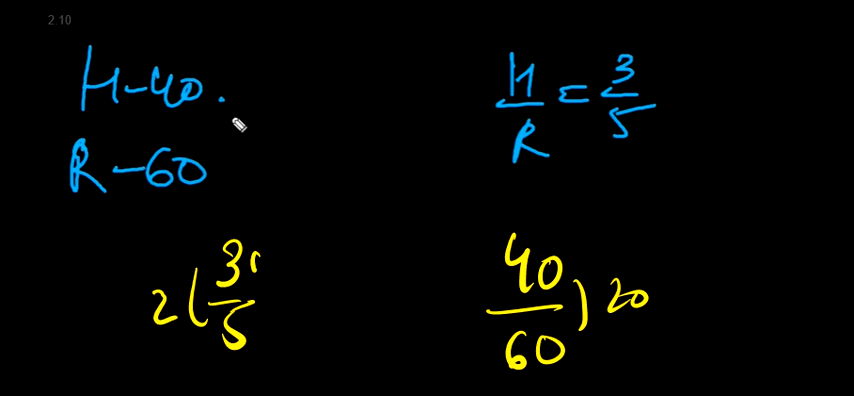 2.10
H-40.
R-60
H/R = 3/5
2(3/5
40/60)20